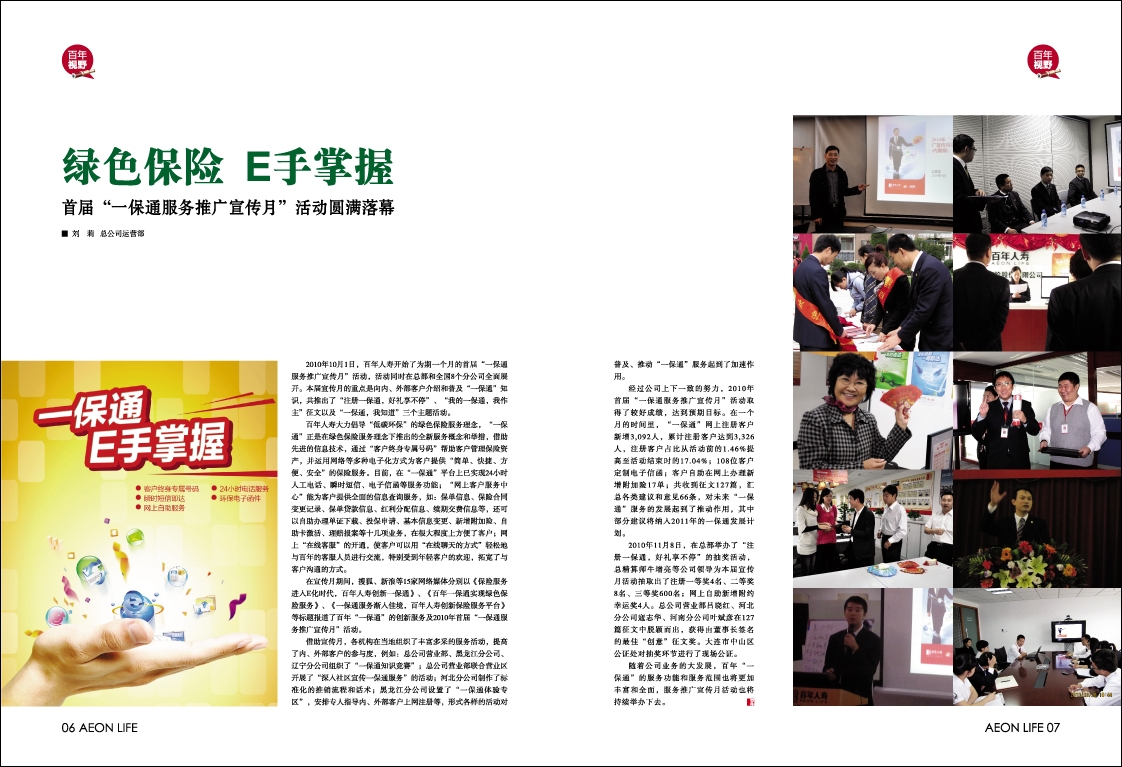 百年
视野
百年
视野
绿色保险 E手掌握
首届“一保通服务推广宣传月”活动圆满落幕
■ 刘 莉 总公司运营部
一保通
E手掌握
● 客户终身专属号码 ● 24小时电话服务
● 瞬时短信即达 ● 环保电子函件
● 网上自助服务
2010年10月1日，百年人寿开始了为期一个月的首届“一保通
服务推广宣传月”活动，活动同时在总部和全国8个分公司全面展
开。本届宣传月的重点是向内、外部客户介绍和普及“一保通”知
识，共推出了“注册一保通，好礼享不停”、“我的一保通，我作
主”征文以及“一保通，我知道”三个主题活动。
百年人寿大力倡导“低碳环保”的绿色保险服务理念，“一保
通”正是在绿色保险服务理念下推出的全新服务概念和举措，借助
先进的信息技术，通过“客户终身专属号码”帮助客户管理保险资
产，并运用网络等多种电子化方式为客户提供“简单、快捷、方
便、安全”的保险服务。目前，在“一保通”平台上已实现24小时
人工电话、瞬时短信、电子信函等服务功能；“网上客户服务中
心”能为客户提供全面的信息查询服务，如：保单信息、保险合同
变更记录、保单贷款信息、红利分配信息、续期交费信息等，还可
以自助办理单证下载、投保申请、基本信息变更、新增附加险、自
助卡激活、理赔报案等十几项业务，在很大程度上方便了客户；网
上“在线客服”的开通，使客户可以用“在线聊天的方式”轻松地
与百年的客服人员进行交流，特别受到年轻客户的欢迎，拓宽了与
客户沟通的方式。
在宣传月期间，搜狐、新浪等15家网络媒体分别以《保险服务
进入E化时代，百年人寿创新一保通》、《百年一保通实现绿色保
险服务》、《一保通服务渐入佳境，百年人寿创新保险服务平台》
等标题报道了百年“一保通”的创新服务及2010年首届“一保通服
务推广宣传月”活动。
借助宣传月，各机构在当地组织了丰富多采的服务活动，提高
了内、外部客户的参与度，例如：总公司营业部、黑龙江分公司、
辽宁分公司组织了“一保通知识竞赛”；总公司营业部联合营业区
开展了“深入社区宣传一保通服务”的活动；河北分公司制作了标
准化的推销流程和话术；黑龙江分公司设置了“一保通体验专
区”，安排专人指导内、外部客户上网注册等，形式各样的活动对
普及、推动“一保通”服务起到了加速作
用。
经过公司上下一致的努力，2010年
首届“一保通服务推广宣传月”活动取
得了较好成绩，达到预期目标。在一个
月的时间里，“一保通”网上注册客户
新增3,092人，累计注册客户达到3,326
人，注册客户占比从活动前的1.46%提
高至活动结束时的17.04%；108位客户
定制电子信函；客户自助在网上办理新
增附加险17单；共收到征文127篇，汇
总各类建议和意见66条，对未来“一保
通”服务的发展起到了推动作用，其中
部分建议将纳入2011年的一保通发展计
划。
2010年11月8日，在总部举办了“注
册一保通，好礼享不停”的抽奖活动，
总精算师牛增亮等公司领导为本届宣传
月活动抽取出了注册一等奖4名、二等奖
8名、三等奖600名；网上自助新增附约
幸运奖4人。总公司营业部吕晓红、河北
分公司寇志华、河南分公司叶斌彦在127
篇征文中脱颖而出，获得由董事长签名
的最佳“创意”征文奖。大连市中山区
公证处对抽奖环节进行了现场公证。
随着公司业务的大发展，百年“一
保通”的服务功能和服务范围也将更加
丰富和全面，服务推广宣传月活动也将
持续举办下去。
百年人寿
AEON LIFE
06 AEON LIFE
AEON LIFE 07